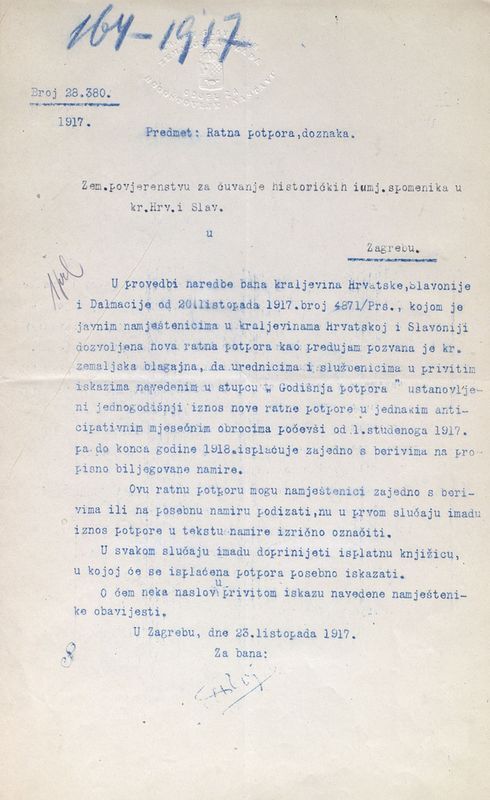 164-1917
Broj 28.380.
1917.
Predmet: Ratna potpora,doznaka.
Zem.povjerenstvu za čuvanje historičkih iumj.spomenika u
kr.Hrv.i Slav.
u
Zagrebu.
1 pril
U provedbi naredbe bana kraljevina Hrvatske,Slavonije
i Dalmacije od 20.listopada 1917.broj 4871/Prs., kojom je
javnim namještenicima u kraljevinama Hrvatskoj i Slavoniji
dozvoljena nova ratna potpora kao predujam pozvana je kr.
zemaljska blagajna, da urednicima i službenicima u privitim
iskazima navedenim u stupcu "Godišnja potpora" ustanovlje-
ni jednogodišnji iznos nove ratne potpore u jednakim anti-
cipativnim mjesečnim obrocima počevši od 1.studenoga 1917.
pa do konca godine 1918.isplaćuje zajedno s berivima na pro-
pisno biljegovane namire.
Ovu ratnu potporu mogu namještenici zajedno s beri-
vima ili na posebnu namiru podizati,nu u prvom slučaju imadu
iznos potpore u tekstu namire izrično označiti.
U svakom slučaju imadu doprinijeti isplatnu knjižicu,
u kojoj će se isplaćena potpora posebno iskazati.
O čem neka naslov u privitom iskazu navedene namješteni-
ke obavijesti.
U Zagrebu, dne 23.listopada 1917.
Za bana: